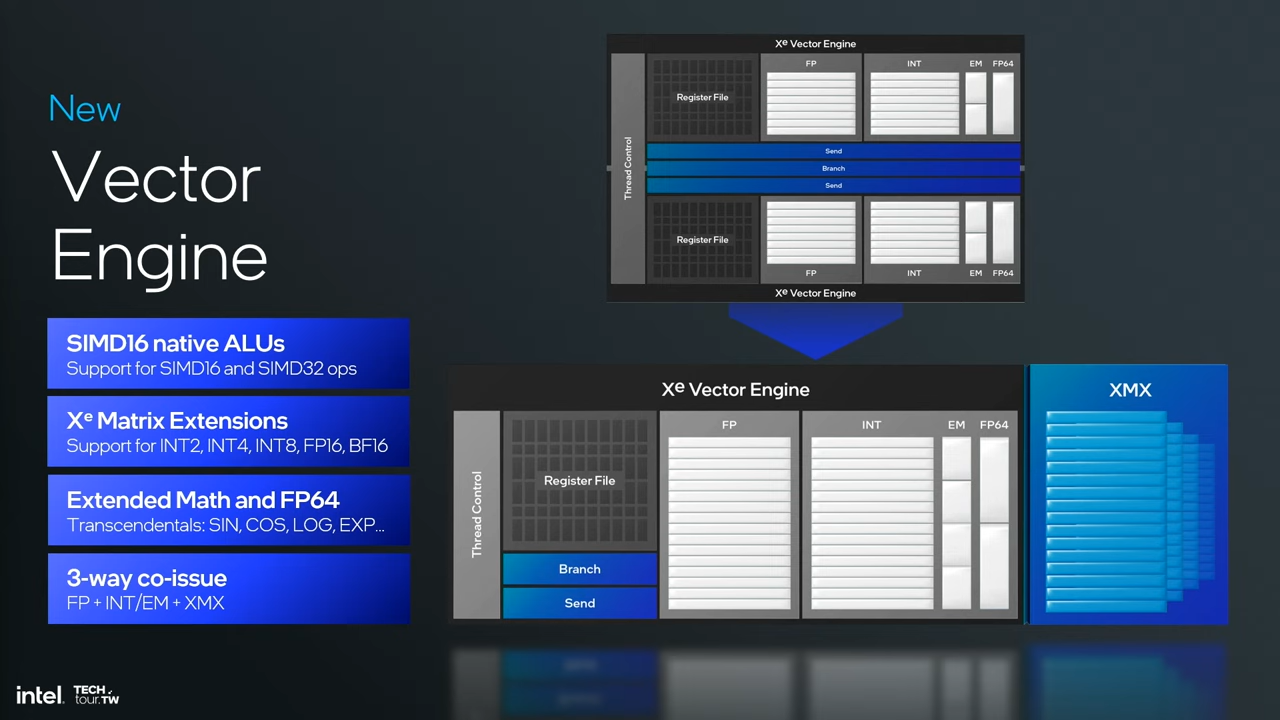 New
Vector
Engine
SIMD16 native ALUs
Support for SIMD16 and SIMD32 ops
Xᵉ Matrix Extensions
Support for INT2, INT4, INT8, FP16, BF16
Extended Math and FP64
Transcendentals: SIN, COS, LOG, EXP...
3-way co-issue
FP + INT/EM + XMX
intel.
TECH
tour.TW
Xᵉ Vector Engine
FP
INT
EM
FP64
Thread Control
Register File
Send
Branch
Send
Register File
FP
INT
EM
FP64
Xᵉ Vector Engine
Xᵉ Vector Engine
Thread Control
Register File
Branch
Send
FP
INT
EM
FP64
XMX